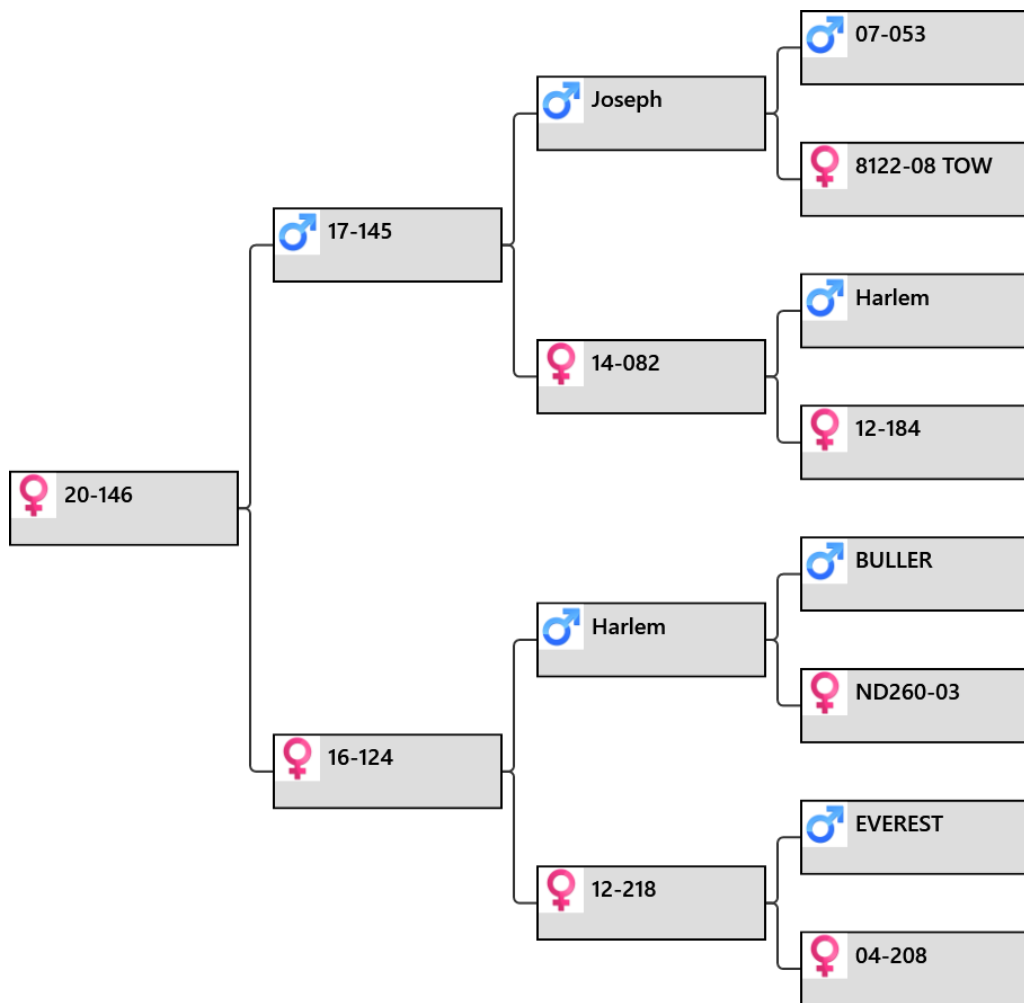 07-053
Joseph
8122-08 TOW
17-145
Harlem
14-082
12-184
20-146
BULLER
Harlem
ND260-03
16-124
EVEREST
12-218
04-208